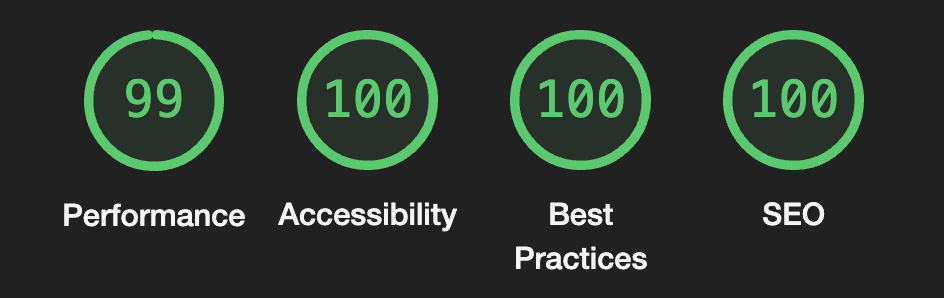 99
100
100
100
Performance
Accessibility
Best
Practices
SEO